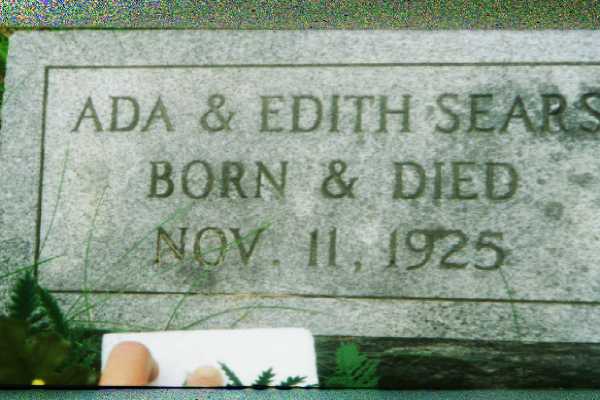 ADA & EDITH SEARS
BORN & DIED
NOV. 11, 1925